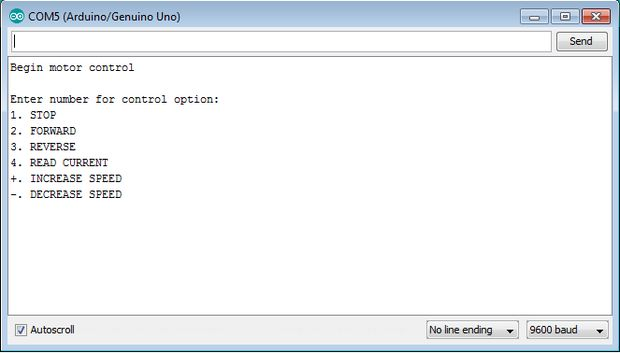 COM5 (Arduino/Genuino Uno)
Send
Begin motor control
Enter number for control option:
1. STOP
2. FORWARD
3. REVERSE
4. READ CURRENT
+. INCREASE SPEED
-. DECREASE SPEED
Autoscroll
No line ending
9600 baud